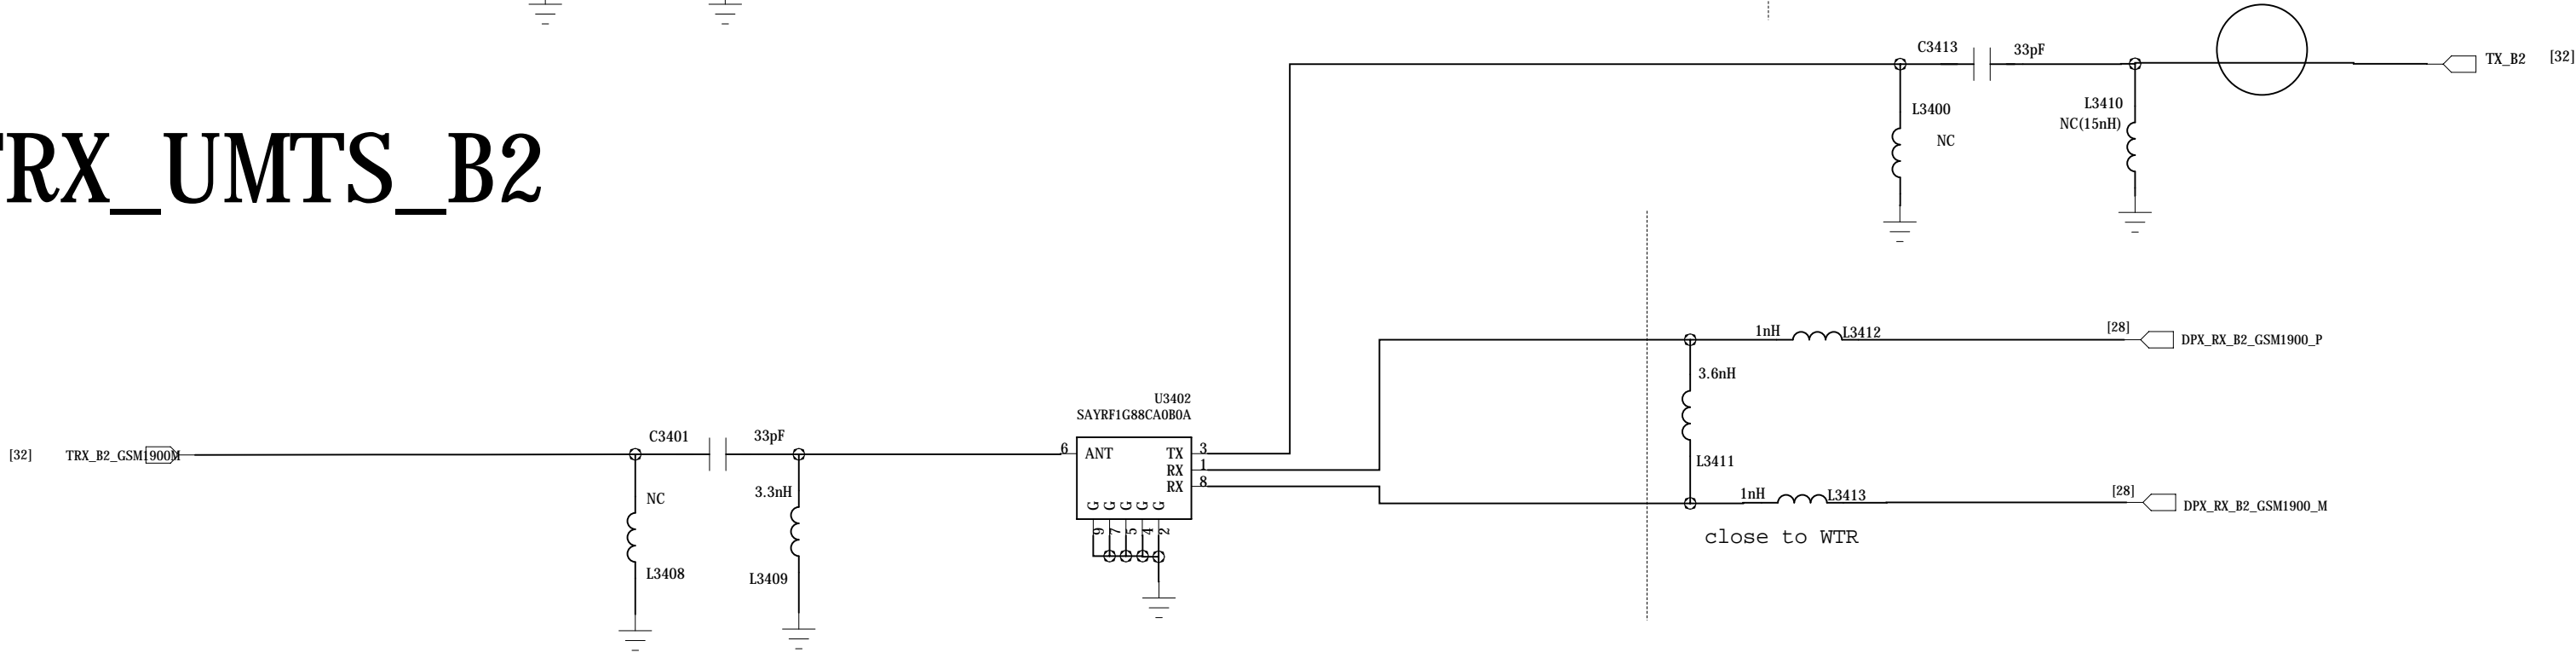 C3413 33pF
TX_B2 [32]
L3400
NC
L3410
NC(15nH)
TRX_UMTS_B2
1nH L3412
[28]
DPX_RX_B2_GSM1900_P
3.6nH
L3411
1nH L3413
[28]
DPX_RX_B2_GSM1900_M
close to WTR
U3402
SAYRF1G88CA0B0A
6 ANT TX 3
RX 1
RX 8
G G G G G
9 7 5 4 2
[32] TRX_B2_GSM1900M
C3401 33pF
NC
L3408
3.3nH
L3409